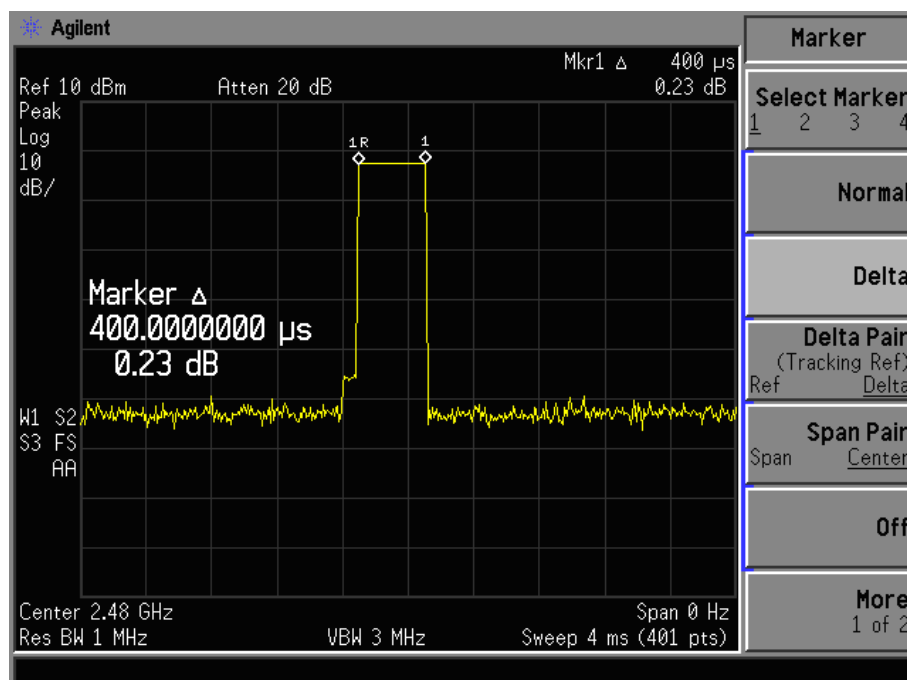 Agilent
Mkr1 Δ 400 µs
Ref 10 dBm Atten 20 dB 0.23 dB
Peak
Log
10
dB/
1R 1
Marker Δ
400.0000000 µs
0.23 dB
W1 S2
S3 FS
AA
Center 2.48 GHz Span 0 Hz
Res BW 1 MHz VBW 3 MHz Sweep 4 ms (401 pts)
Marker
Select Marker
1 2 3 4
Normal
Delta
Delta Pair
(Tracking Ref)
Ref Delta
Span Pair
Span Center
Off
More
1 of 2